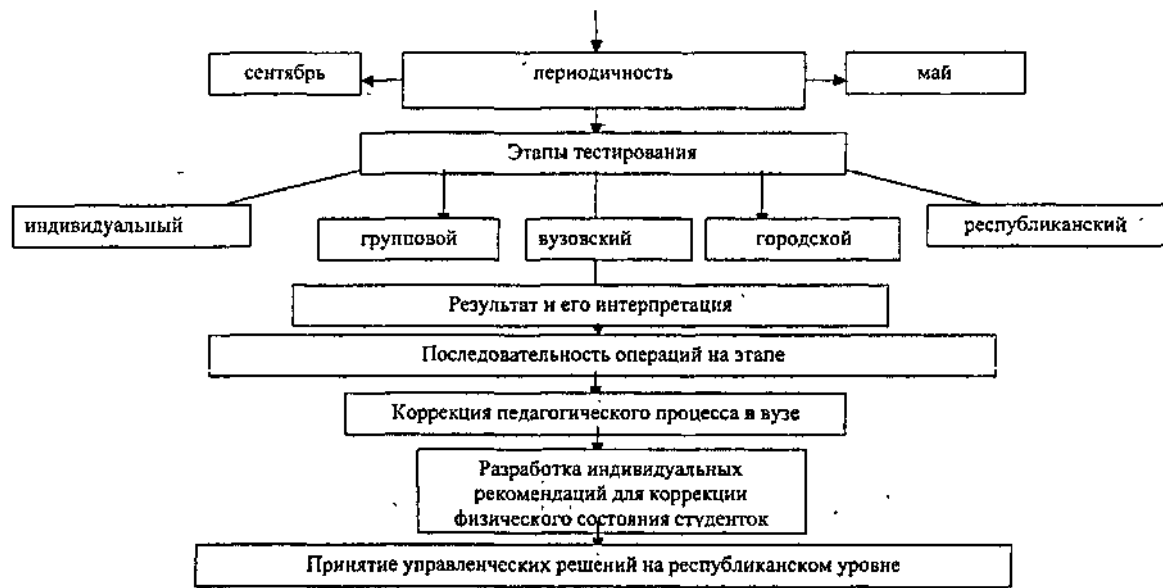 сентябрь
периодичность
май
Этапы тестирования
индивидуальный
групповой
вузовский
городской
республиканский
Результат и его интерпретация
Последовательность операций на этапе
Коррекция педагогического процесса в вузе
Разработка индивидуальных
рекомендаций для коррекции
физического состояния студенток
Принятие управленческих решений на республиканском уровне